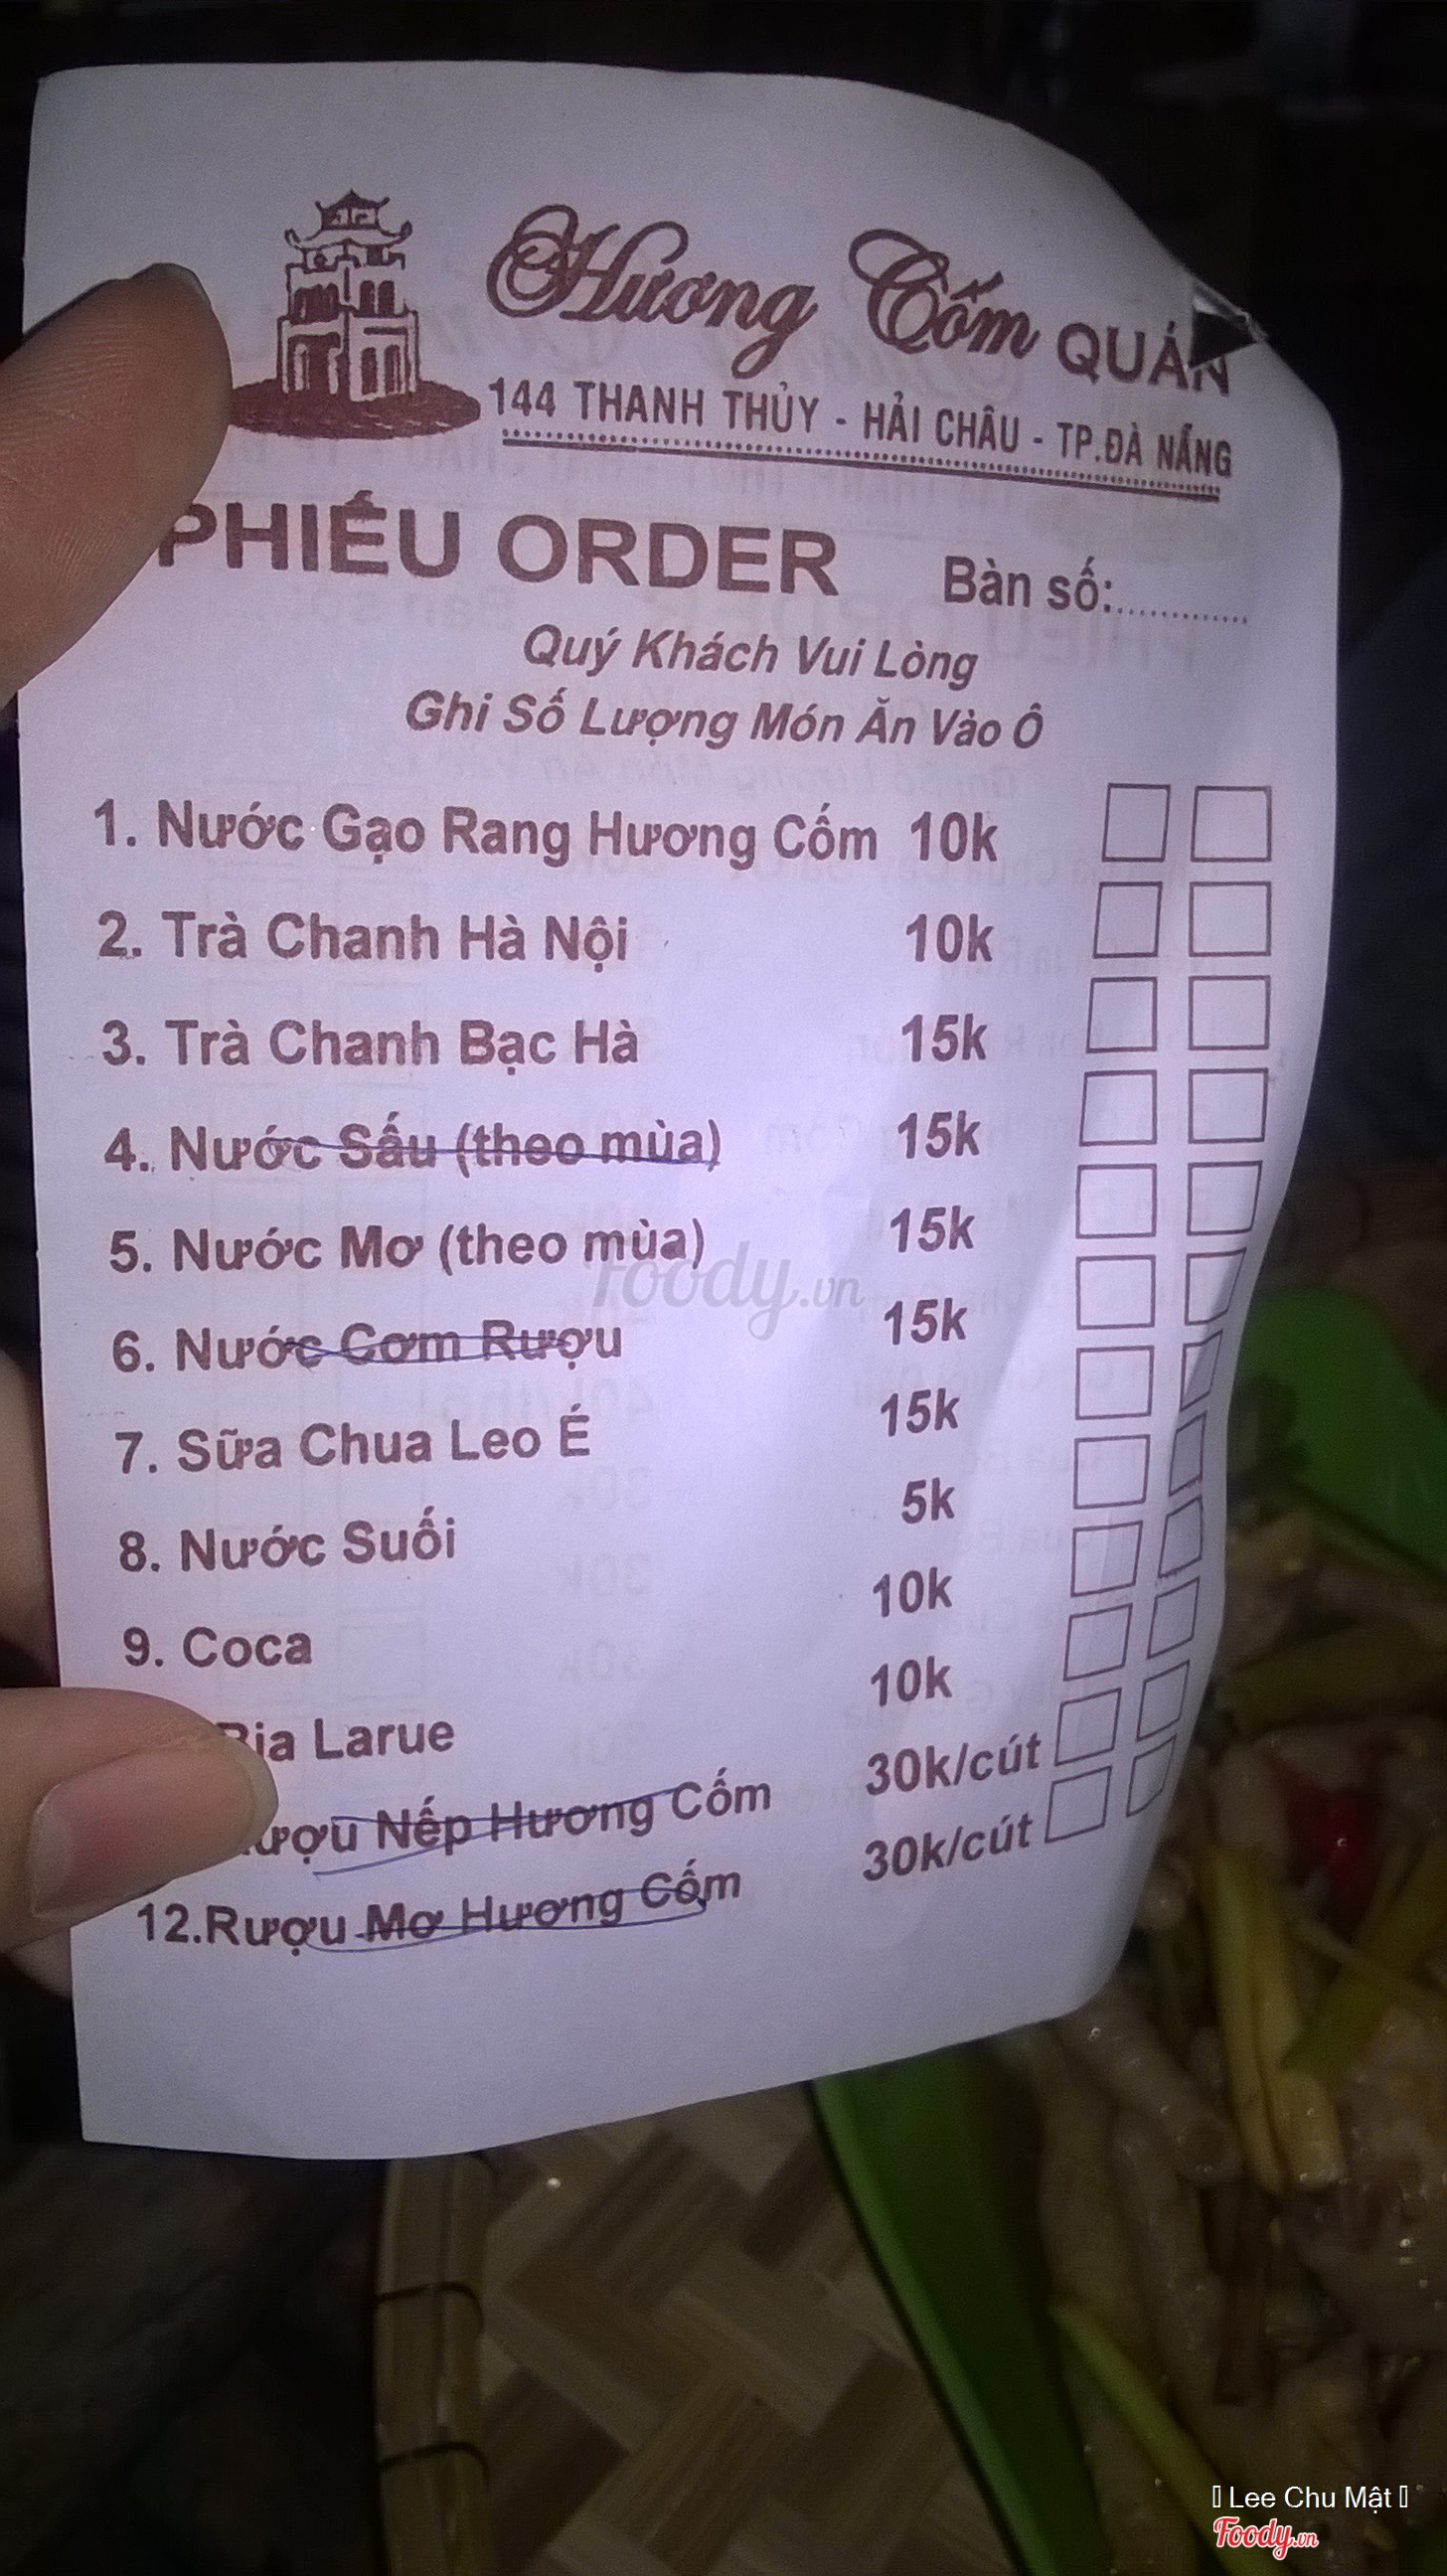 Hương Cốm QUÁN
144 THANH THỦY - HẢI CHÂU - TP.ĐÀ NẴNG
PHIẾU ORDER Bàn số:............
Quý Khách Vui Lòng
Ghi Số Lượng Món Ăn Vào Ô
1. Nước Gạo Rang Hương Cốm 10k
2. Trà Chanh Hà Nội 10k
3. Trà Chanh Bạc Hà 15k
4. Nước Sấu (theo mùa) 15k
5. Nước Mơ (theo mùa) 15k
6. Nước Cơm Rượu 15k
7. Sữa Chua Leo É 15k
8. Nước Suối 5k
9. Coca 10k
Bia Larue 10k
Rượu Nếp Hương Cốm 30k/cút
12.Rượu Mơ Hương Cốm 30k/cút
Foody.vn
Lee Chu Mật
Foody.vn